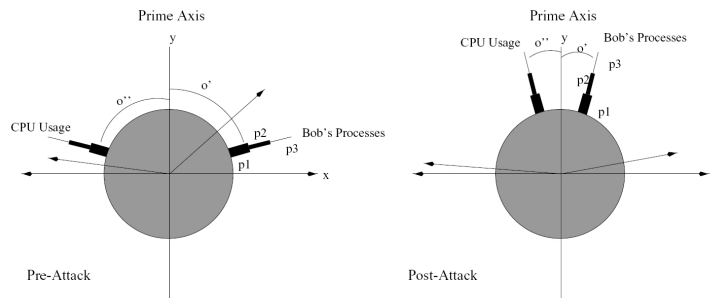 Prime Axis
y
o''
o'
CPU Usage
p2
Bob's Processes
p3
p1
x
Pre-Attack
Prime Axis
y
o''
o'
CPU Usage
Bob's Processes
p3
p2
p1
Post-Attack